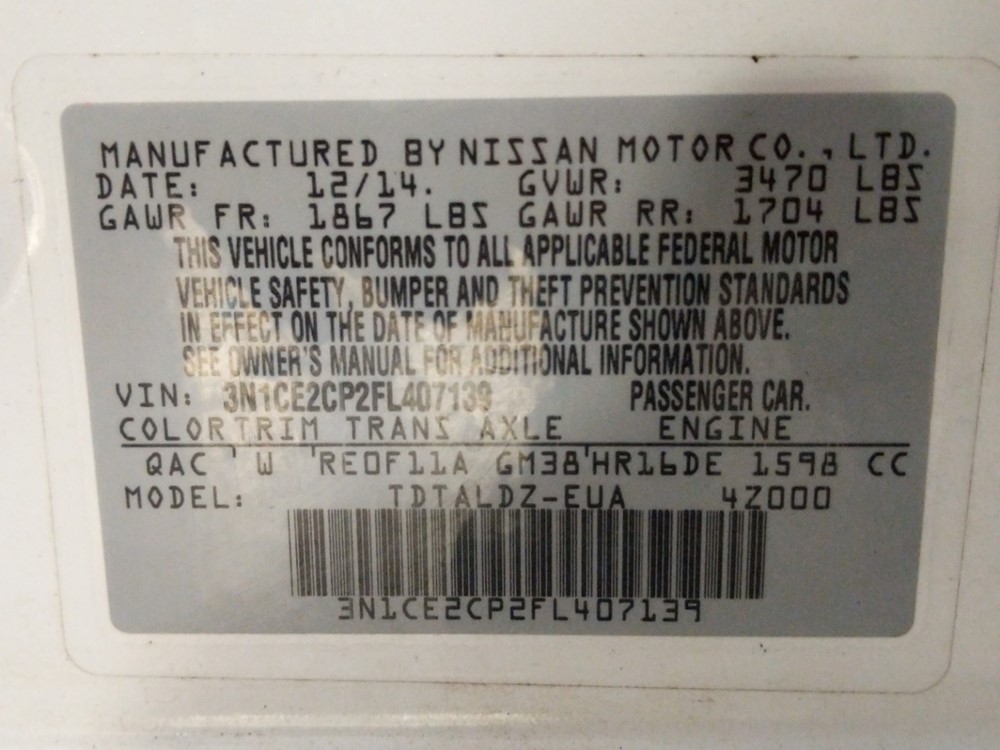 MANUFACTURED BY NISSAN MOTOR CO., LTD.
DATE: 12/14. GVWR: 3470 LBS
GAWR FR: 1867 LBS GAWR RR: 1704 LBS
THIS VEHICLE CONFORMS TO ALL APPLICABLE FEDERAL MOTOR
VEHICLE SAFETY, BUMPER AND THEFT PREVENTION STANDARDS
IN EFFECT ON THE DATE OF MANUFACTURE SHOWN ABOVE.
SEE OWNER'S MANUAL FOR ADDITIONAL INFORMATION.
VIN: 3N1CE2CP2FL407139 PASSENGER CAR.
COLOR TRIM TRANS AXLE ENGINE
QAC ' W 'RE0F11A GM38'HR16DE 1598 CC
MODEL: TDTALDZ-EUA 4Z000
3N1CE2CP2FL407139